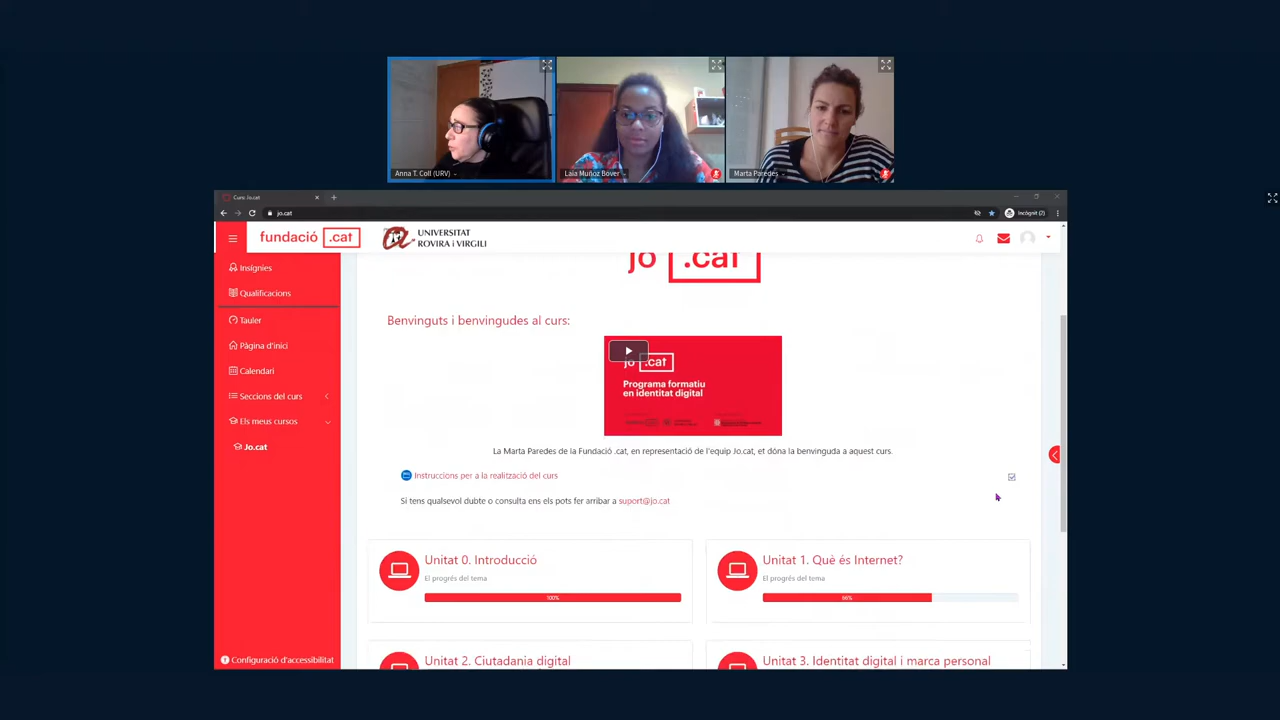 Anna T. Coll (URV)
Laia Muñoz Bover
Marta Paredes
Curs: Jo.cat
jo.cat
Incògnit (2)
fundació .cat
UNIVERSITAT
ROVIRA i VIRGILI
Insígnies
Qualificacions
Tauler
Pàgina d'inici
Calendari
Seccions del curs
Els meus cursos
Jo.cat
Configuració d'accessibilitat
jo .cat
Benvinguts i benvingudes al curs:
jo .cat
Programa formatiu
en identitat digital
La Marta Paredes de la Fundació .cat, en representació de l'equip Jo.cat, et dóna la benvinguda a aquest curs.
Instruccions per a la realització del curs
Si tens qualsevol dubte o consulta ens els pots fer arribar a suport@jo.cat
Unitat 0. Introducció
El progrés del tema
100%
Unitat 1. Què és Internet?
El progrés del tema
66%
Unitat 2. Ciutadania digital
Unitat 3. Identitat digital i marca personal